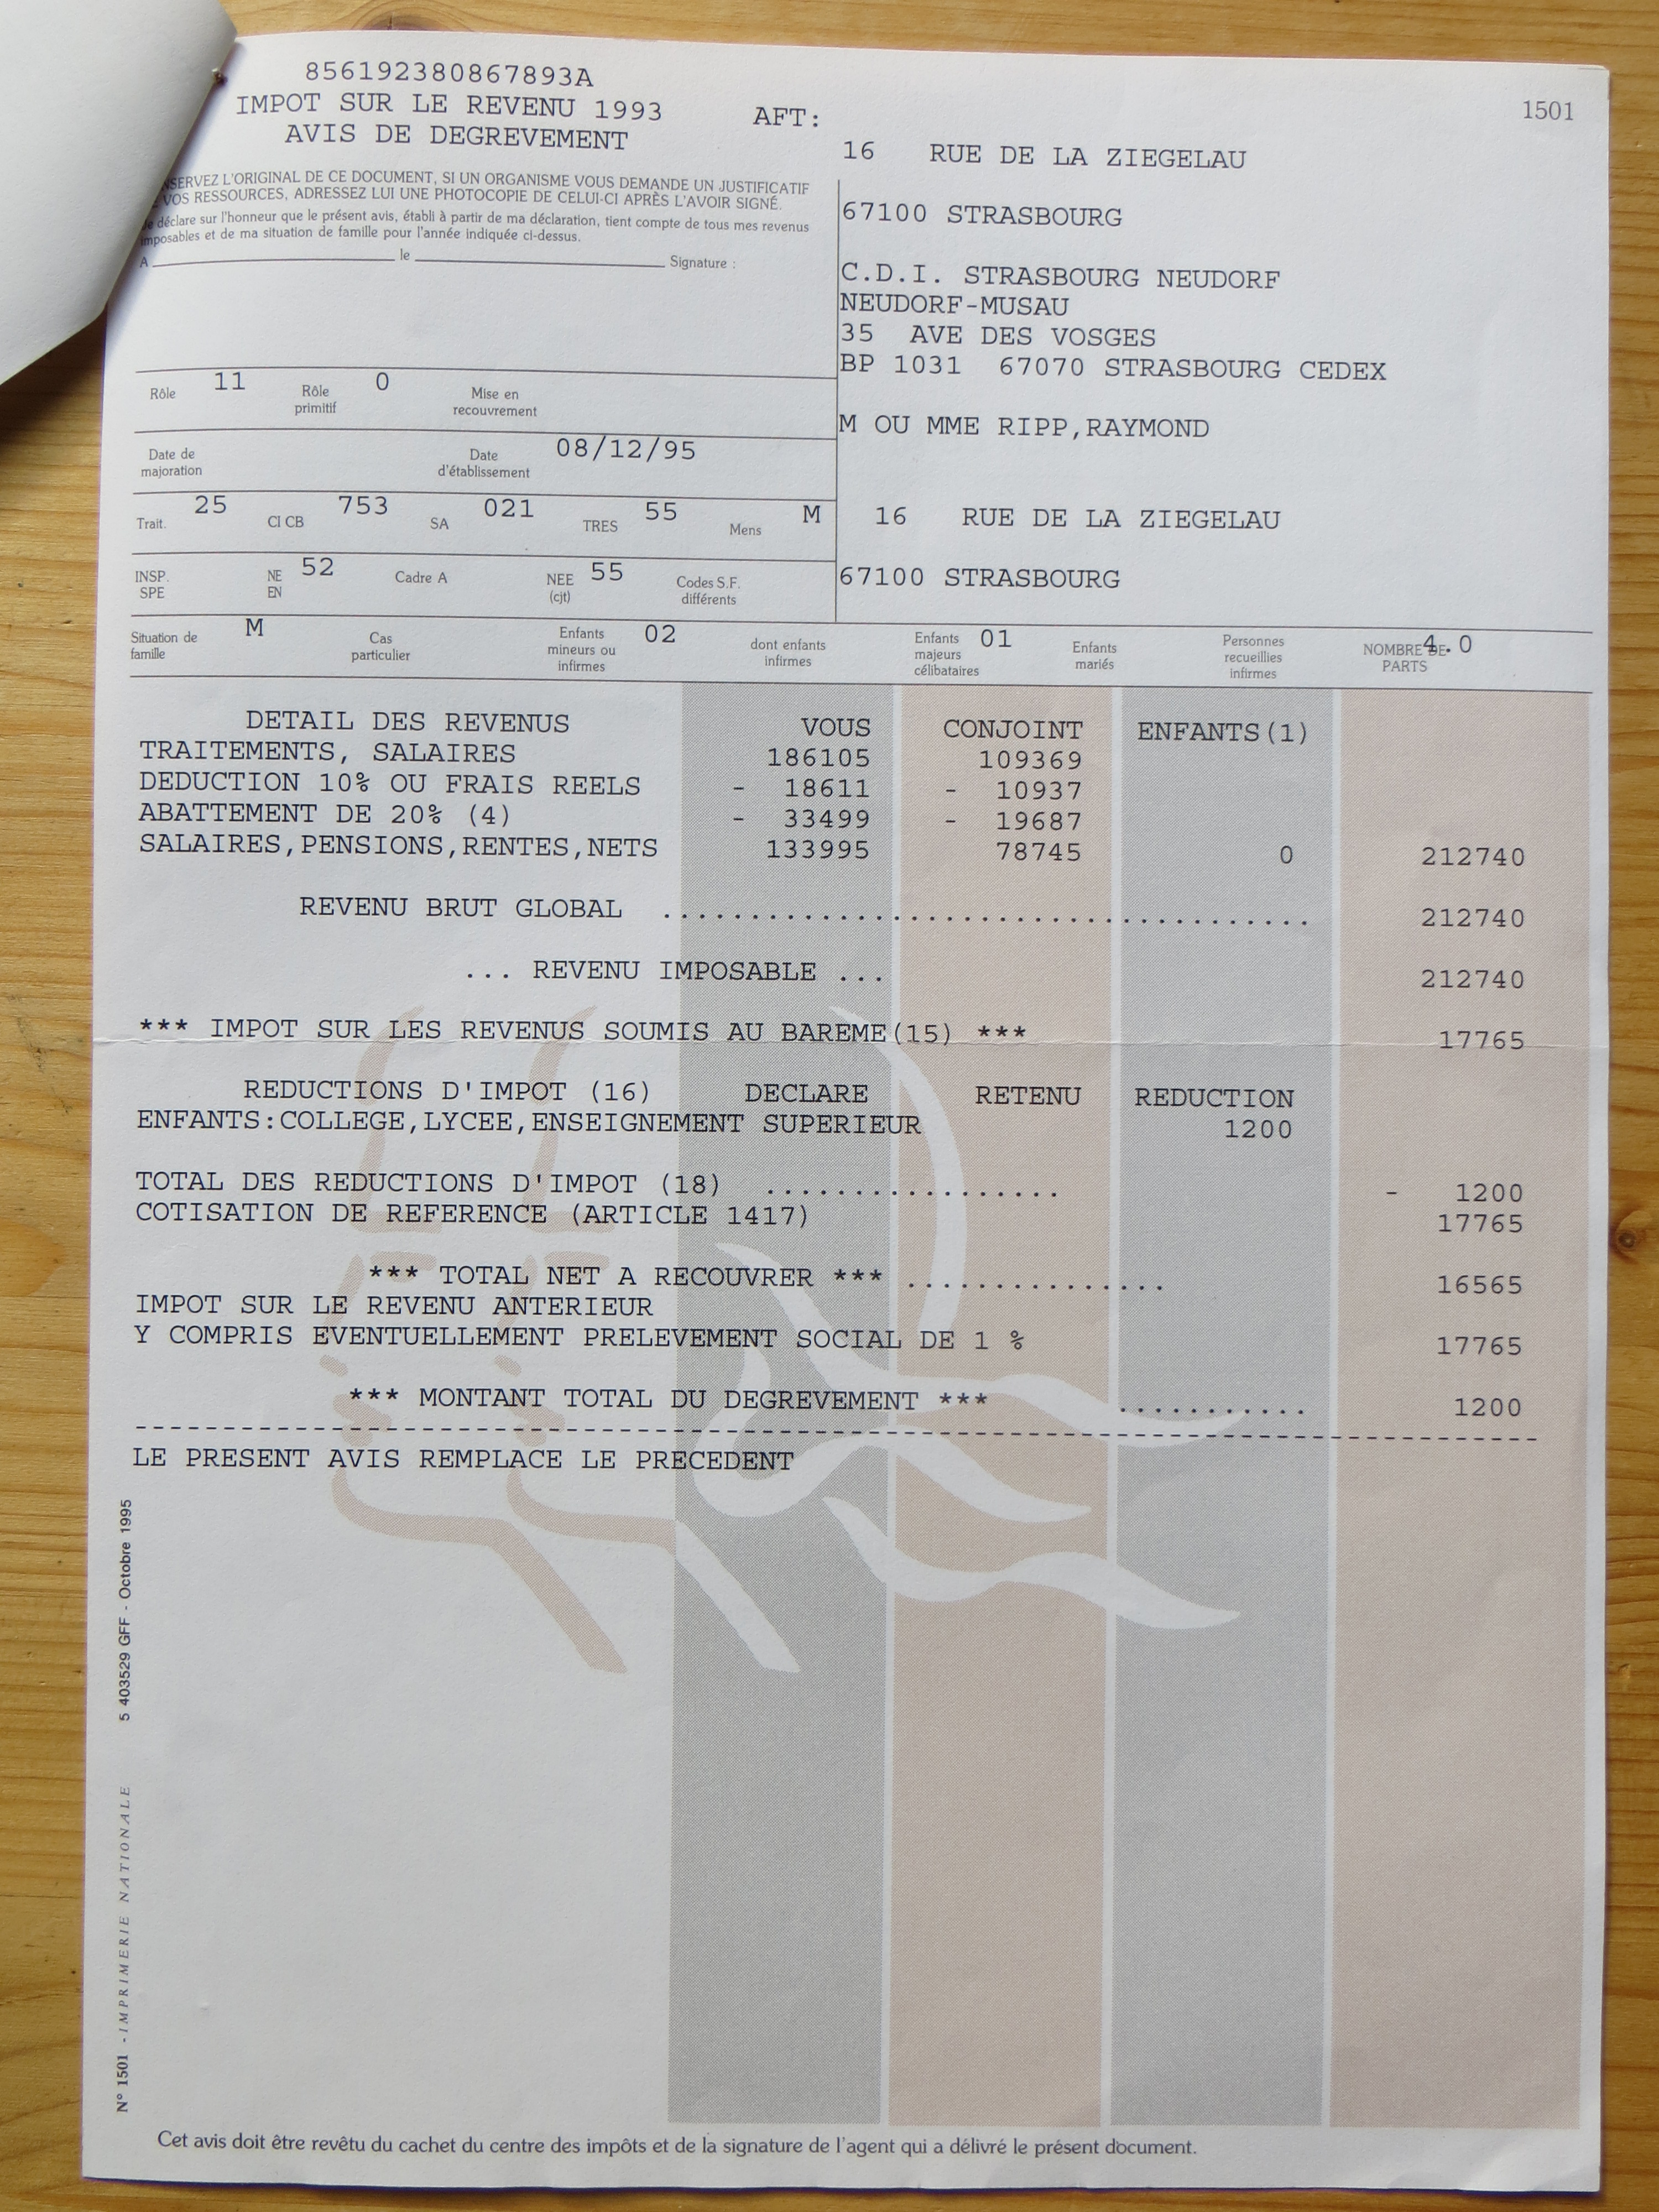 856192380867893A
IMPOT SUR LE REVENU 1993
AVIS DE DEGREVEMENT
AFT:
1501
16 RUE DE LA ZIEGELAU
67100 STRASBOURG
L'ORIGINAL DE CE DOCUMENT, SI UN ORGANISME VOUS DEMANDE UN JUSTIFICATIF
VOS RESSOURCES, ADRESSEZ LUI UNE PHOTOCOPIE DE CELUI-CI APRÈS L'AVOIR SIGNÉ.
déclare sur l'honneur que le présent avis, établi à partir de ma déclaration, tient compte de tous mes revenus
imposables et de ma situation de famille pour l'année indiquée ci-dessus.
A le Signature :
C.D.I. STRASBOURG NEUDORF
NEUDORF-MUSAU
35 AVE DES VOSGES
BP 1031 67070 STRASBOURG CEDEX
M OU MME RIPP,RAYMOND
16 RUE DE LA ZIEGELAU
67100 STRASBOURG
Rôle 11 Rôle primitif 0 Mise en recouvrement
Date de majoration Date d'établissement 08/12/95
Trait. 25 CI CB 753 SA 021 TRES 55 Mens M
INSP. SPE NE EN 52 Cadre A NEE (cjt) 55 Codes S.F. différents
Situation de famille M Cas particulier Enfants mineurs ou infirmes 02 dont enfants infirmes Enfants majeurs célibataires 01 Enfants mariés Personnes recueillies infirmes NOMBRE DE PARTS 4.0
DETAIL DES REVENUS VOUS CONJOINT ENFANTS(1)
TRAITEMENTS, SALAIRES 186105 109369
DEDUCTION 10% OU FRAIS REELS - 18611 - 10937
ABATTEMENT DE 20% (4) - 33499 - 19687
SALAIRES,PENSIONS,RENTES,NETS 133995 78745 0 212740
REVENU BRUT GLOBAL ..................................... 212740
... REVENU IMPOSABLE ... 212740
*** IMPOT SUR LES REVENUS SOUMIS AU BAREME(15) *** 17765
REDUCTIONS D'IMPOT (16) DECLARE RETENU REDUCTION
ENFANTS:COLLEGE,LYCEE,ENSEIGNEMENT SUPERIEUR 1200
TOTAL DES REDUCTIONS D'IMPOT (18) ................. - 1200
COTISATION DE REFERENCE (ARTICLE 1417) 17765
*** TOTAL NET A RECOUVRER *** ............... 16565
IMPOT SUR LE REVENU ANTERIEUR
Y COMPRIS EVENTUELLEMENT PRELEVEMENT SOCIAL DE 1 % 17765
*** MONTANT TOTAL DU DEGREVEMENT *** ........... 1200
LE PRESENT AVIS REMPLACE LE PRECEDENT
N° 1501 - IMPRIMERIE NATIONALE 5 403529 GFF - Octobre 1995
Cet avis doit être revêtu du cachet du centre des impôts et de la signature de l'agent qui a délivré le présent document.